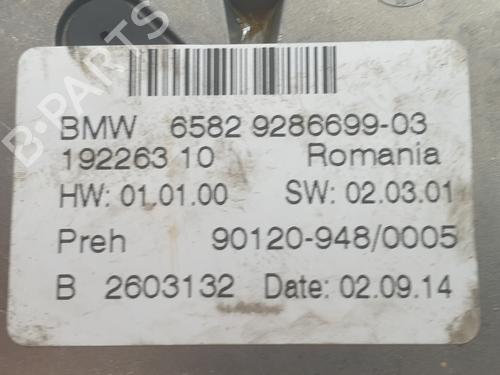 B-PARTS
BMW 6582 9286699-03
192263 10 Romania
HW: 01.01.00 SW: 02.03.01
Preh 90120-948/0005
B 2603132 Date: 02.09.14